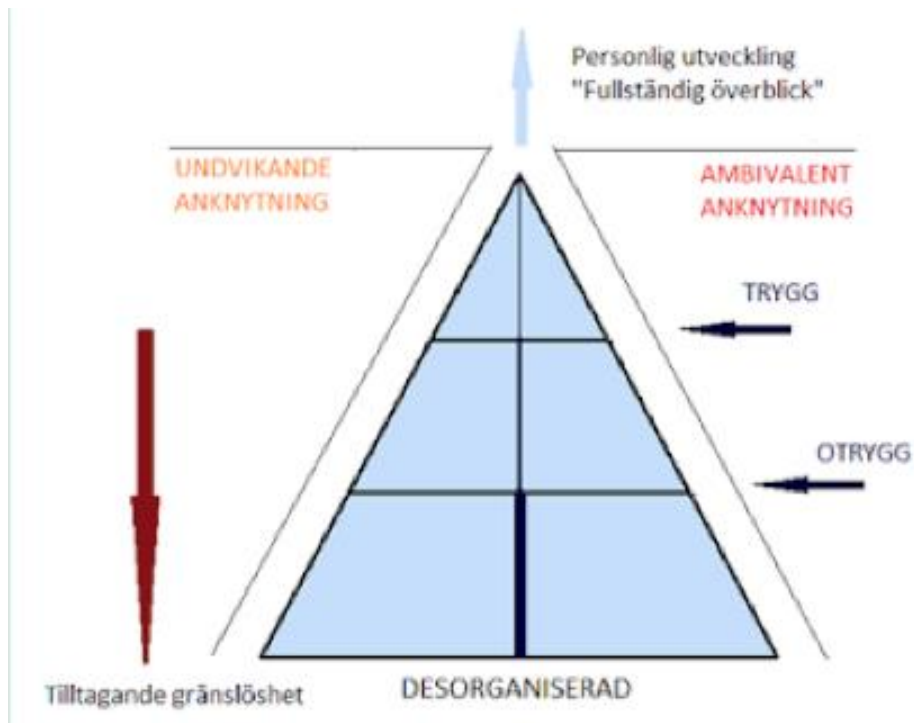 Personlig utveckling
"Fullständig överblick"
UNDVIKANDE
ANKNYTNING
AMBIVALENT
ANKNYTNING
TRYGG
OTRYGG
Tilltagande gränslöshet
DESORGANISERAD